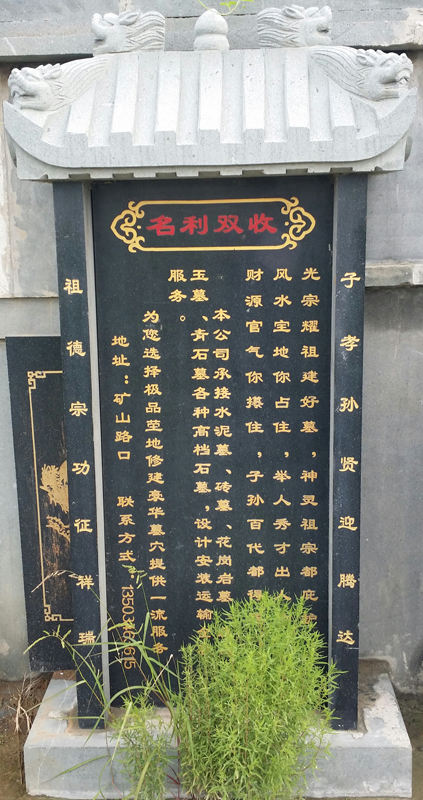 名利双收
子孝孙贤迎腾达
光宗耀祖建好墓，神灵祖宗都庇护
风水宝地你占住，举人秀才出
财源官气你搂住，子孙百代都得
本公司承接水泥墓、砖墓、花岗岩墓
玉墓、青石墓各种高档石墓，设计安装运输全
服务。
为您选择极品茔地修建豪华墓穴提供一流服务
地址：矿山路口 联系方式：
祖德宗功征祥瑞